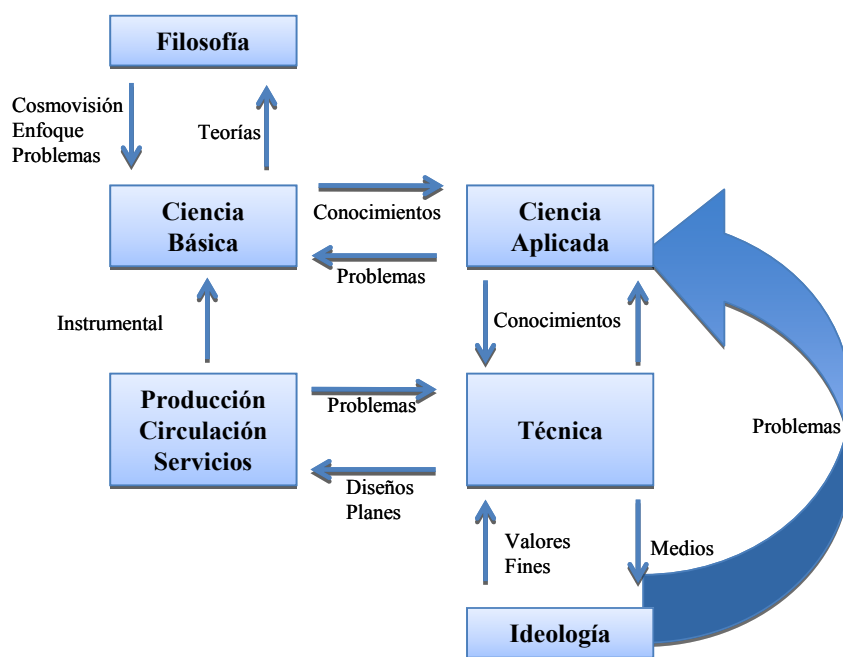 Filosofía
Cosmovisión
Enfoque
Problemas
Teorías
Ciencia
Básica
Conocimientos
Problemas
Ciencia
Aplicada
Instrumental
Conocimientos
Producción
Circulación
Servicios
Problemas
Diseños
Planes
Técnica
Problemas
Valores
Fines
Medios
Ideología